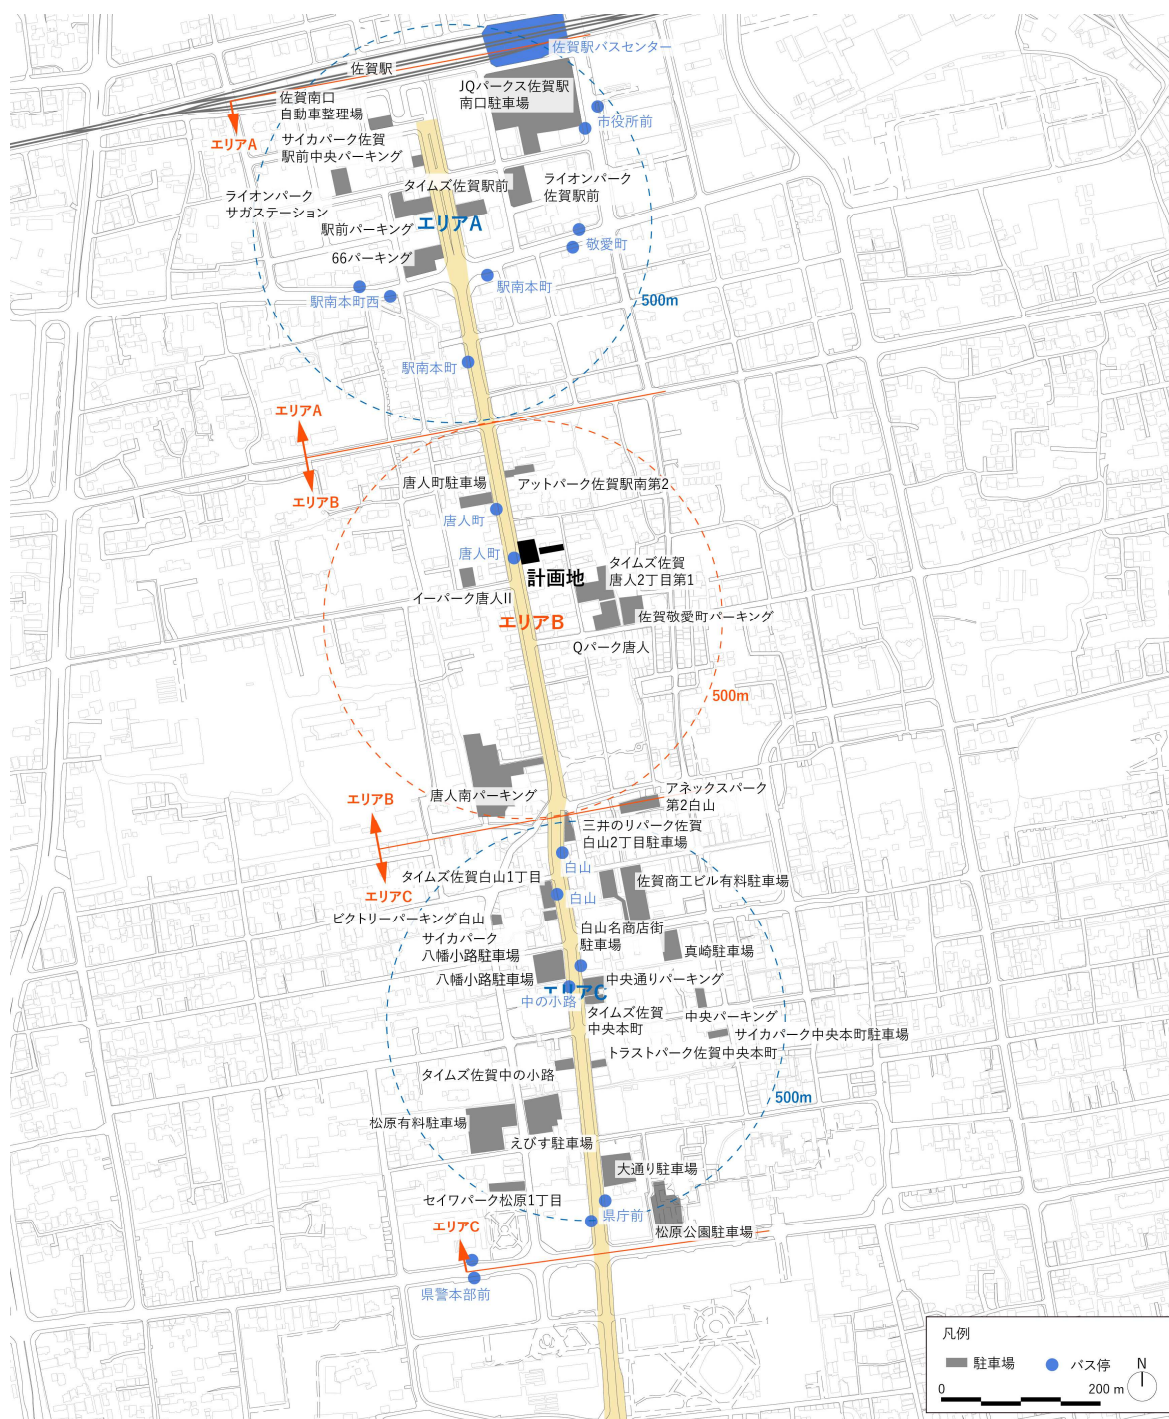 佐賀駅バスセンター
佐賀駅
JQパークス佐賀駅
南口駐車場
佐賀南口
自動車整理場
市役所前
エリアA
サイカパーク佐賀
駅前中央パーキング
タイムズ佐賀駅前
ライオンパーク
佐賀駅前
ライオンパーク
サガステーション
駅前パーキング
エリアA
敬愛町
66パーキング
駅南本町
駅南本町西
500m
駅南本町
エリアA
エリアB
唐人町駐車場
アットパーク佐賀駅南第2
唐人町
唐人町
計画地
タイムズ佐賀
唐人2丁目第1
イーパーク唐人II
エリアB
佐賀敬愛町パーキング
Qパーク唐人
500m
唐人南パーキング
アネックスパーク
第2白山
エリアB
エリアC
三井のリパーク佐賀
白山2丁目駐車場
白山
タイムズ佐賀白山1丁目
佐賀商工ビル有料駐車場
白山
ビクトリーパーキング白山
白山名商店街
駐車場
サイカパーク
八幡小路駐車場
真崎駐車場
八幡小路駐車場
中央通りパーキング
エリアC
中の小路
タイムズ佐賀
中央本町
中央パーキング
サイカパーク中央本町駐車場
トラストパーク佐賀中央本町
タイムズ佐賀中の小路
500m
松原有料駐車場
えびす駐車場
大通り駐車場
セイワパーク松原1丁目
県庁前
松原公園駐車場
エリアC
県警本部前
凡例
駐車場
バス停
N
0
200 m